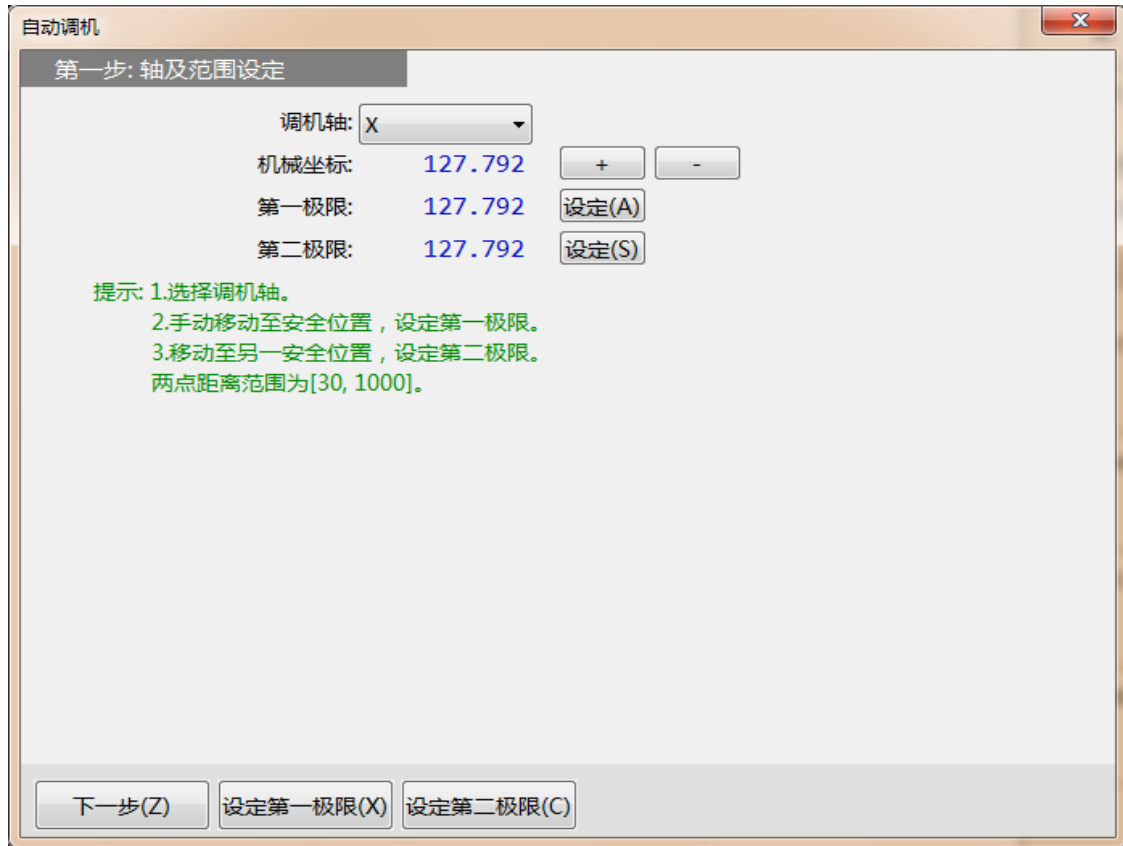 自动调机
第一步: 轴及范围设定
调机轴: X
机械坐标: 127.792 + -
第一极限: 127.792 设定(A)
第二极限: 127.792 设定(S)
提示: 1.选择调机轴。
2.手动移动至安全位置，设定第一极限。
3.移动至另一安全位置，设定第二极限。
两点距离范围为[30, 1000]。
下一步(Z) 设定第一极限(X) 设定第二极限(C)